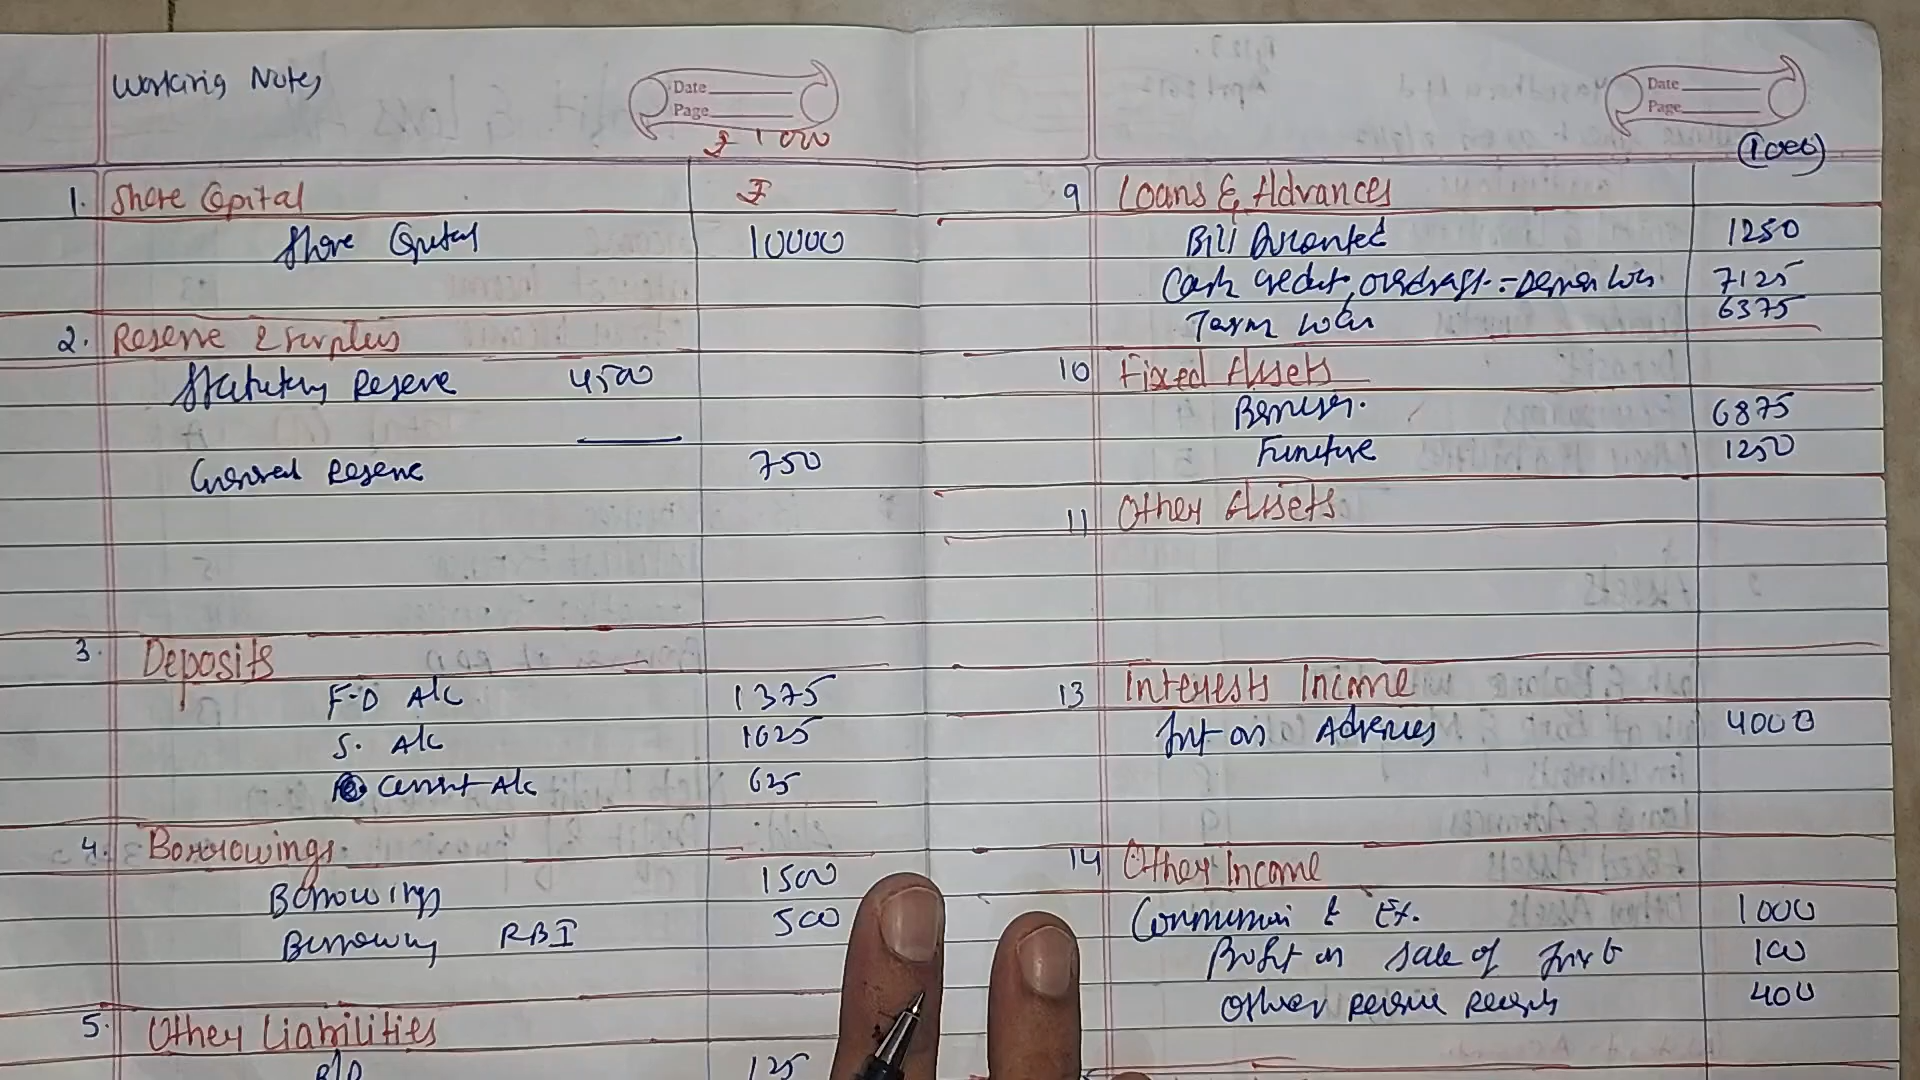 Working Notes
Date
Page
₹ 1000
1. Share Capital ₹
Share Capital 10000
2. Reserve & Surplus
Statutory Reserve 4500
General Reserve 750
3. Deposits
F.D A/c 1375
S. A/c 1625
Current A/c 625
4. Borrowings
Borrowings 1500
Borrowing RBI 500
5. Other Liabilities
B/P 125
Date
Page
(1000)
9 Loans & Advances
Bill Discounted 1250
Cash credit, overdraft - Demand Loan 7125
Term Loan 6375
10 Fixed Assets
6875
Furniture 1250
11 Other Assets
13 Interests Income
Int on Advances 4000
14 Other Income
Commission & Ex. 1000
Profit on sale of Invt 100
Other revenue receipts 400